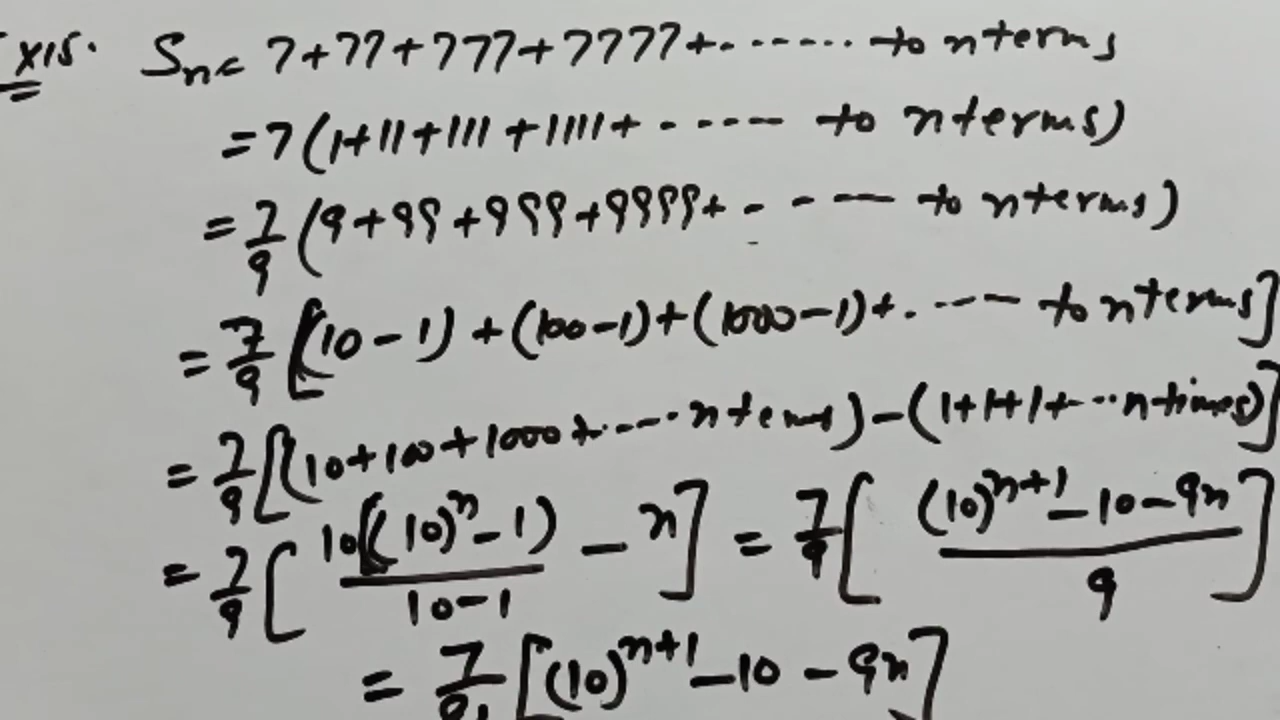 Ex15. Sn = 7+77+777+7777+....... to n terms
= 7(1+11+111+1111+ ------ to n terms)
= 7/9 (9+99+999+9999+ ----- to n terms)
= 7/9 [(10-1)+(100-1)+(1000-1)+.---- to n terms]
= 7/9 [(10+100+1000+.....n terms)-(1+1+1+...n times)]
= 7/9 [10((10)^n-1)/(10-1) - n] = 7/9 [((10)^(n+1)-10-9n)/9]
= 7/81 [(10)^(n+1)-10-9n]